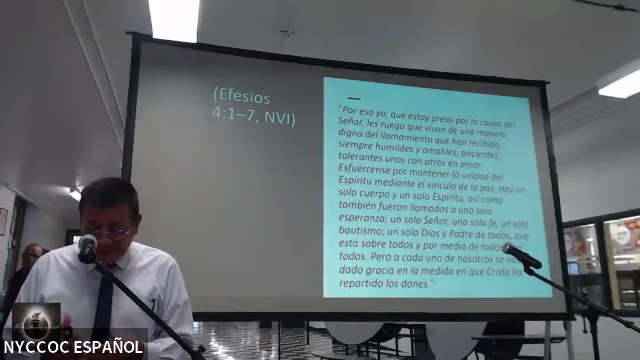 (Efesios
4:1–7, NVI)
"Por eso yo, que estoy preso por la causa del
Señor, les ruego que vivan de una manera
digna del llamamiento que han recibido,
siempre humildes y amables, pacientes,
tolerantes unos con otros en amor.
Esfuércense por mantener la unidad del
Espíritu mediante el vínculo de la paz. Hay un
solo cuerpo y un solo Espíritu, así como
también fueron llamados a una sola
esperanza; un solo Señor, una sola fe, un solo
bautismo; un solo Dios y Padre de todos, que
está sobre todos y por medio de todos
todos. Pero a cada uno de nosotros se nos
dado gracia en la medida en que Cristo ha
repartido los dones."
NYCCOC ESPAÑOL